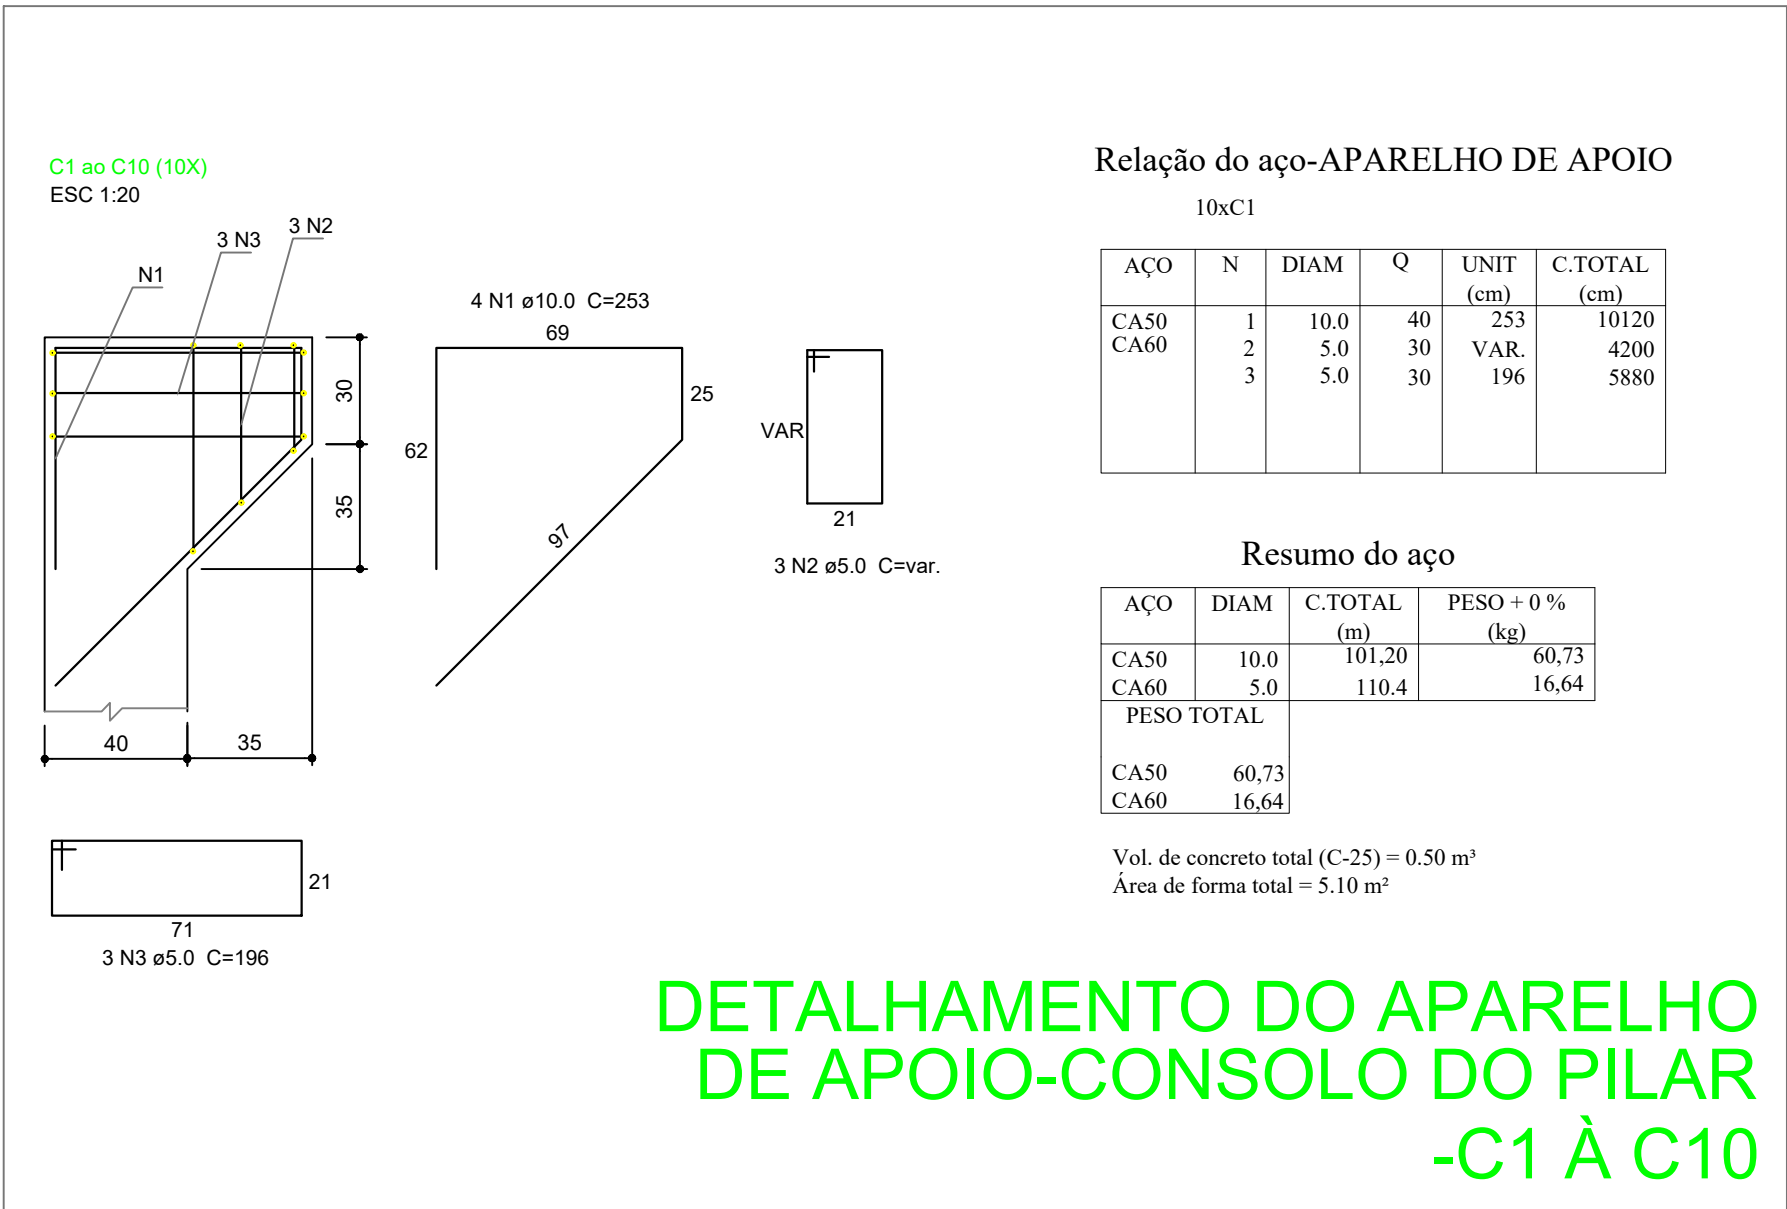 C1 ao C10 (10X)
ESC 1:20
3 N2
3 N3
N1
30
35
40
35
4 N1 ø10.0 C=253
69
25
62
97
VAR
21
3 N2 ø5.0 C=var.
21
71
3 N3 ø5.0 C=196
Relação do aço-APARELHO DE APOIO
10xC1
AÇO N DIAM Q UNIT C.TOTAL
(cm) (cm)
CA50 1 10.0 40 253 10120
CA60 2 5.0 30 VAR. 4200
3 5.0 30 196 5880
Resumo do aço
AÇO DIAM C.TOTAL PESO + 0 %
(m) (kg)
CA50 10.0 101,20 60,73
CA60 5.0 110.4 16,64
PESO TOTAL
CA50 60,73
CA60 16,64
Vol. de concreto total (C-25) = 0.50 m³
Área de forma total = 5.10 m²
DETALHAMENTO DO APARELHO
DE APOIO-CONSOLO DO PILAR
-C1 À C10